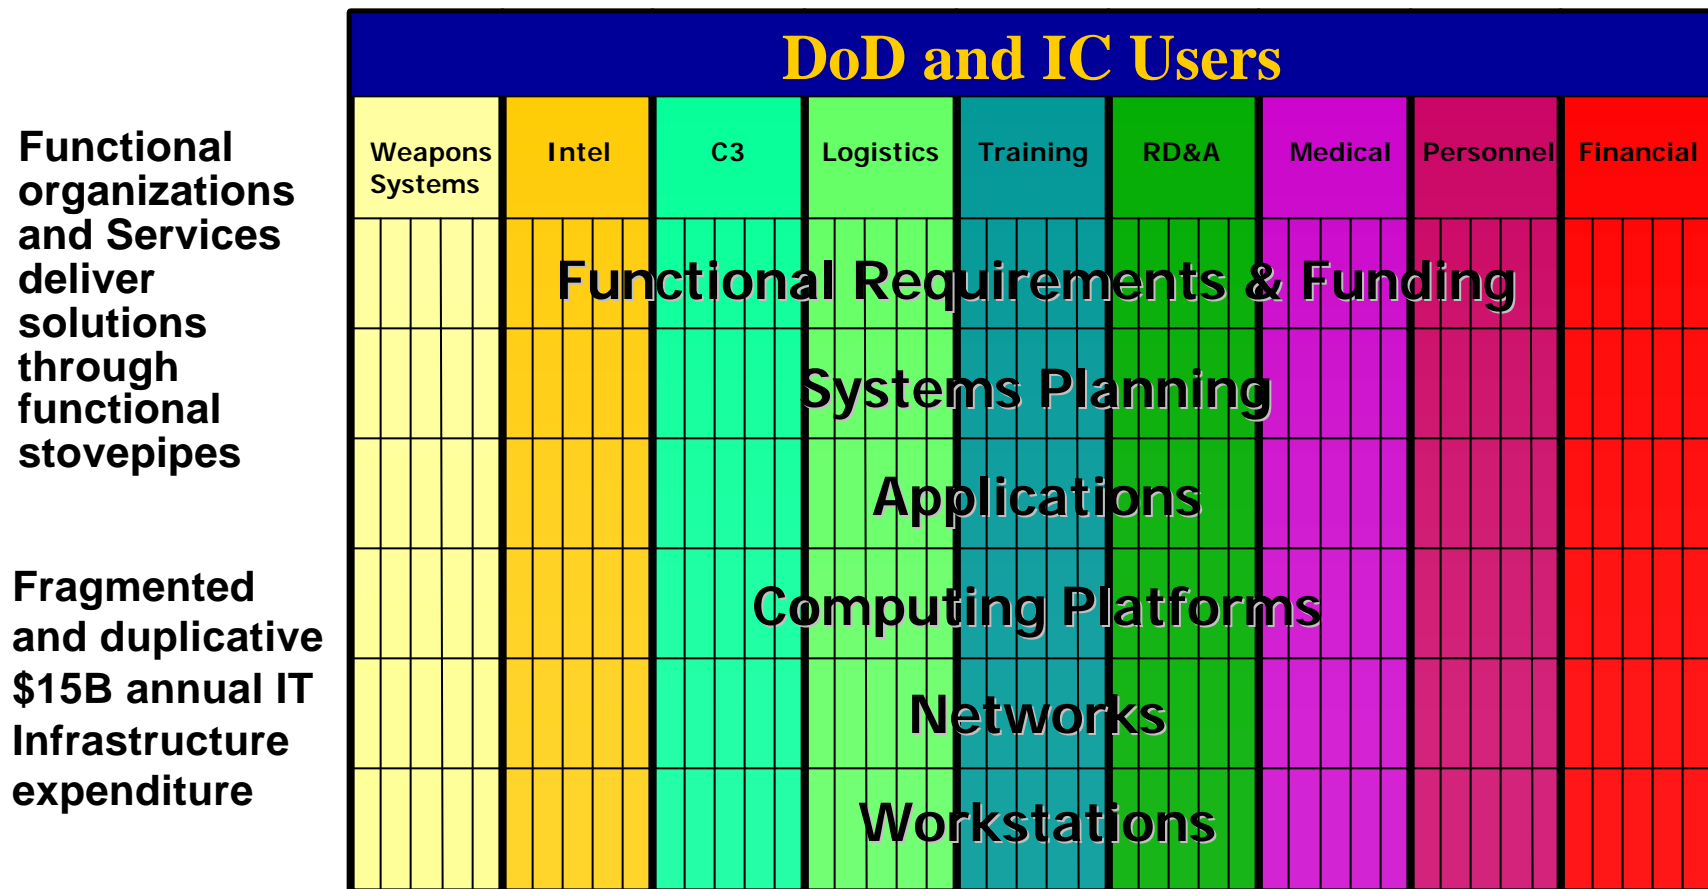 DoD and IC Users
Functional
organizations
and Services
deliver
solutions
through
functional
stovepipes
Fragmented
and duplicative
$15B annual IT
Infrastructure
expenditure
Weapons Systems
Intel
C3
Logistics
Training
RD&A
Medical
Personnel
Financial
Functional Requirements & Funding
Systems Planning
Applications
Computing Platforms
Networks
Workstations